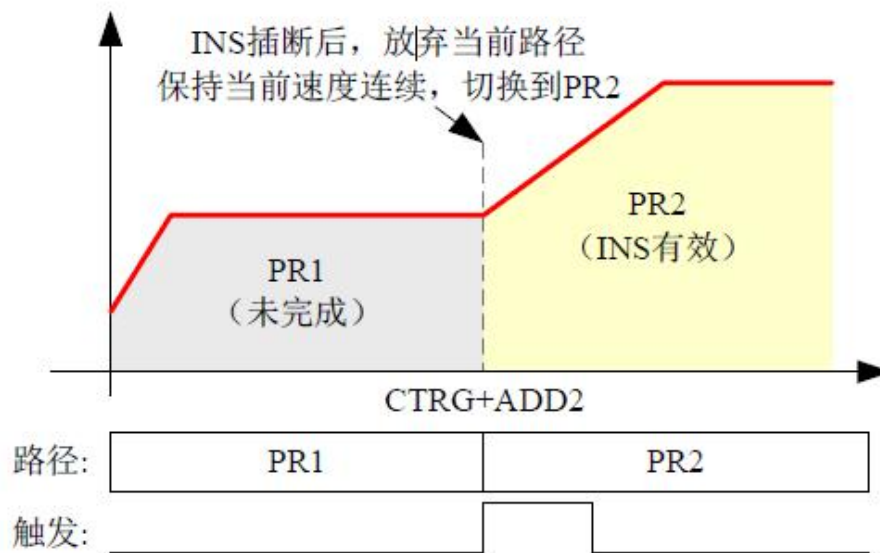 INS插断后，放弃当前路径
保持当前速度连续，切换到PR2
PR2
（INS有效）
PR1
（未完成）
CTRG+ADD2
路径:
PR1
PR2
触发: